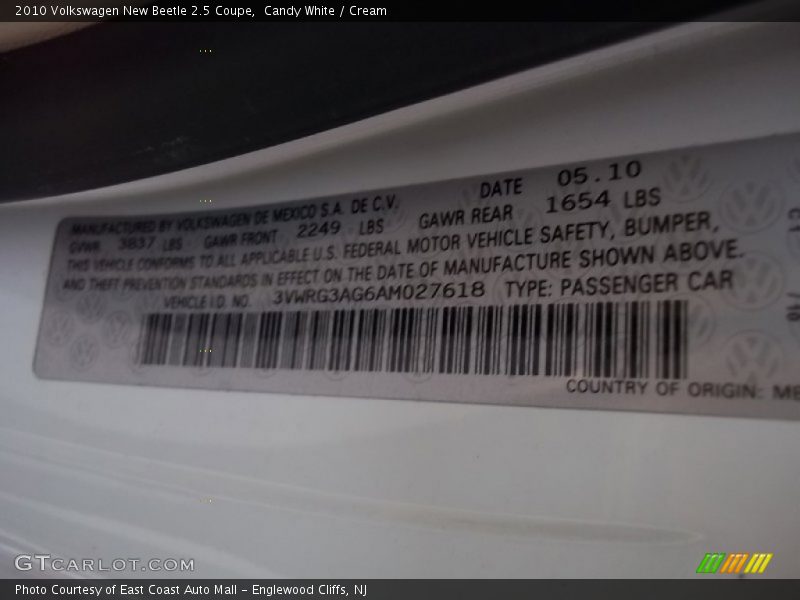 2010 Volkswagen New Beetle 2.5 Coupe, Candy White / Cream
MANUFACTURED BY VOLKSWAGEN DE MEXICO S.A. DE C.V. DATE 05.10
GVWR 3837 LBS GAWR FRONT 2249 LBS GAWR REAR 1654 LBS
THIS VEHICLE CONFORMS TO ALL APPLICABLE U.S. FEDERAL MOTOR VEHICLE SAFETY, BUMPER,
AND THEFT PREVENTION STANDARDS IN EFFECT ON THE DATE OF MANUFACTURE SHOWN ABOVE.
VEHICLE I.D. NO. 3VWRG3AG6AM027618 TYPE: PASSENGER CAR
COUNTRY OF ORIGIN: ME
GTCARLOT.COM
Photo Courtesy of East Coast Auto Mall - Englewood Cliffs, NJ